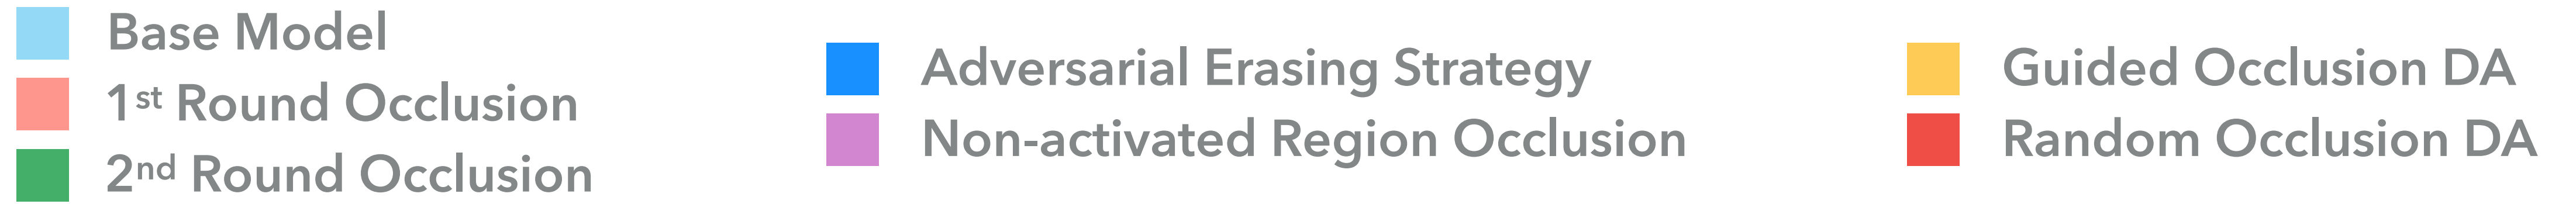 Base Model
1st Round Occlusion
2nd Round Occlusion
Adversarial Erasing Strategy
Non-activated Region Occlusion
Guided Occlusion DA
Random Occlusion DA